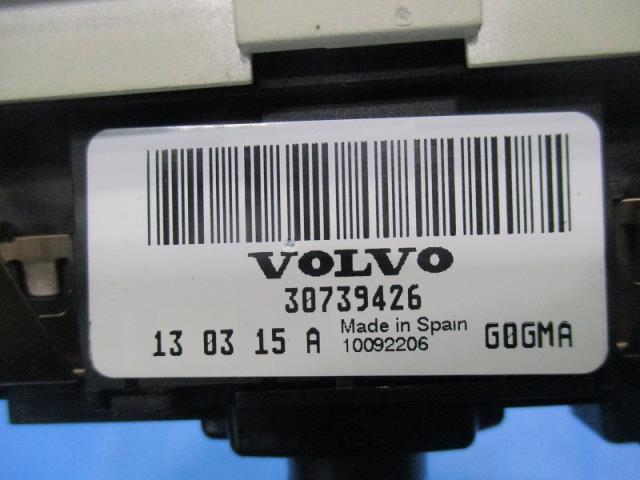 VOLVO
30739426
13 03 15 A Made in Spain G0GMA
10092206